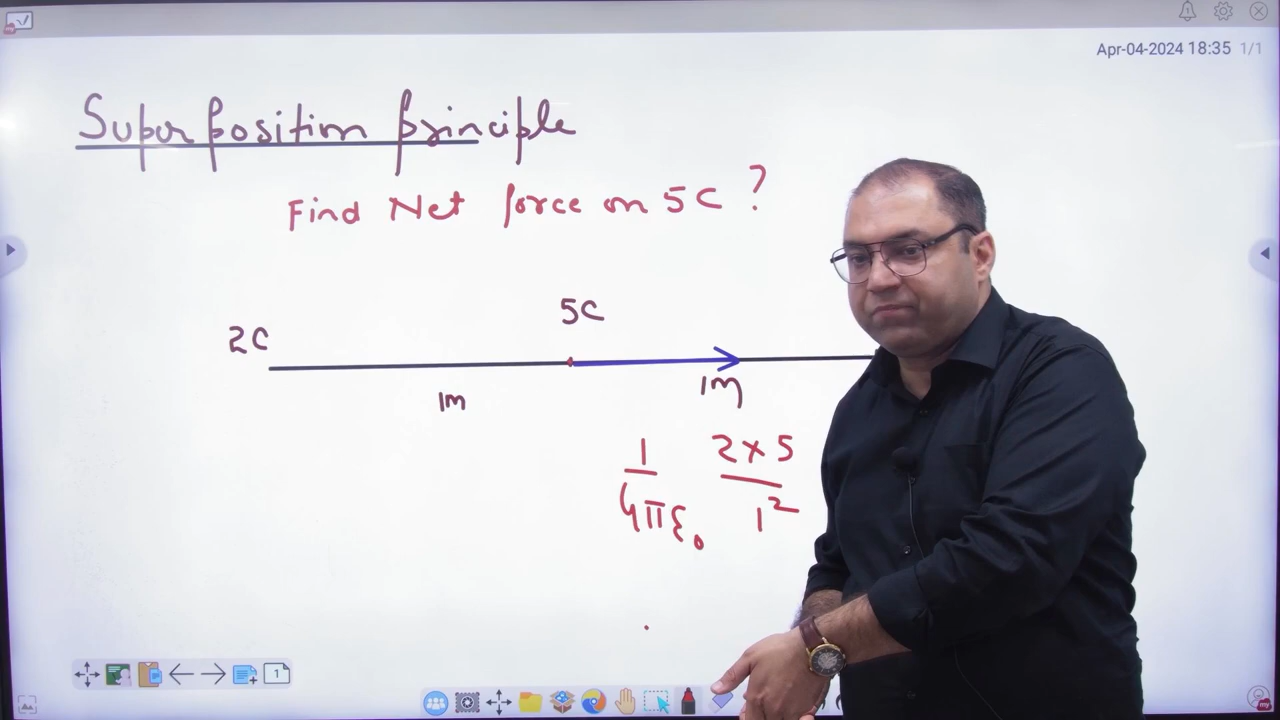 Apr-04-2024 18:35 1/1
Superposition principle
Find Net force on 5C ?
2C
5C
1m
1m
1/4πε₀ 2×5/1²
1